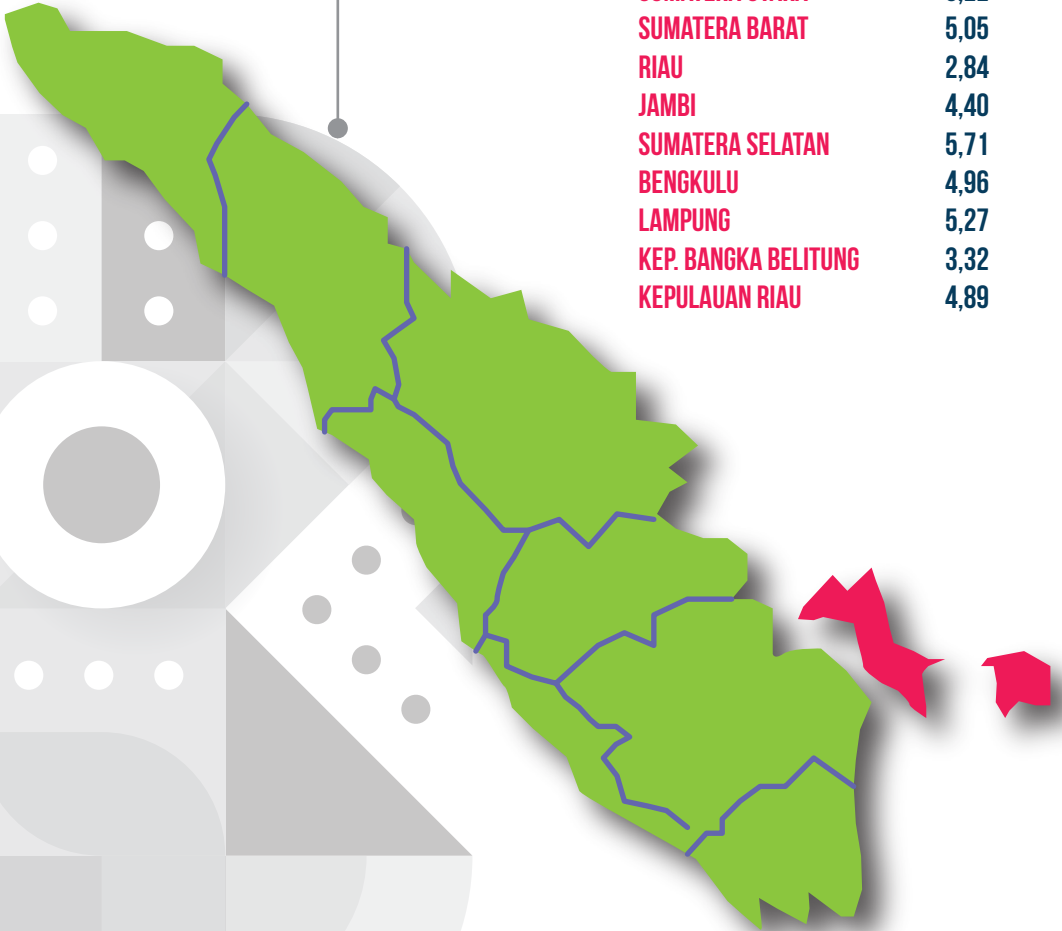 SUMATERA BARAT 5,05
RIAU 2,84
JAMBI 4,40
SUMATERA SELATAN 5,71
BENGKULU 4,96
LAMPUNG 5,27
KEP. BANGKA BELITUNG 3,32
KEPULAUAN RIAU 4,89